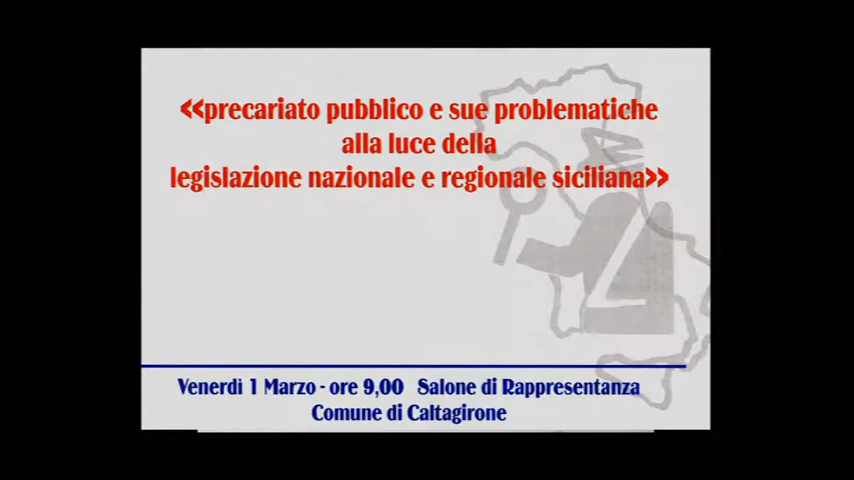 «precariato pubblico e sue problematiche
alla luce della
legislazione nazionale e regionale siciliana»
Venerdì 1 Marzo - ore 9,00 Salone di Rappresentanza
Comune di Caltagirone